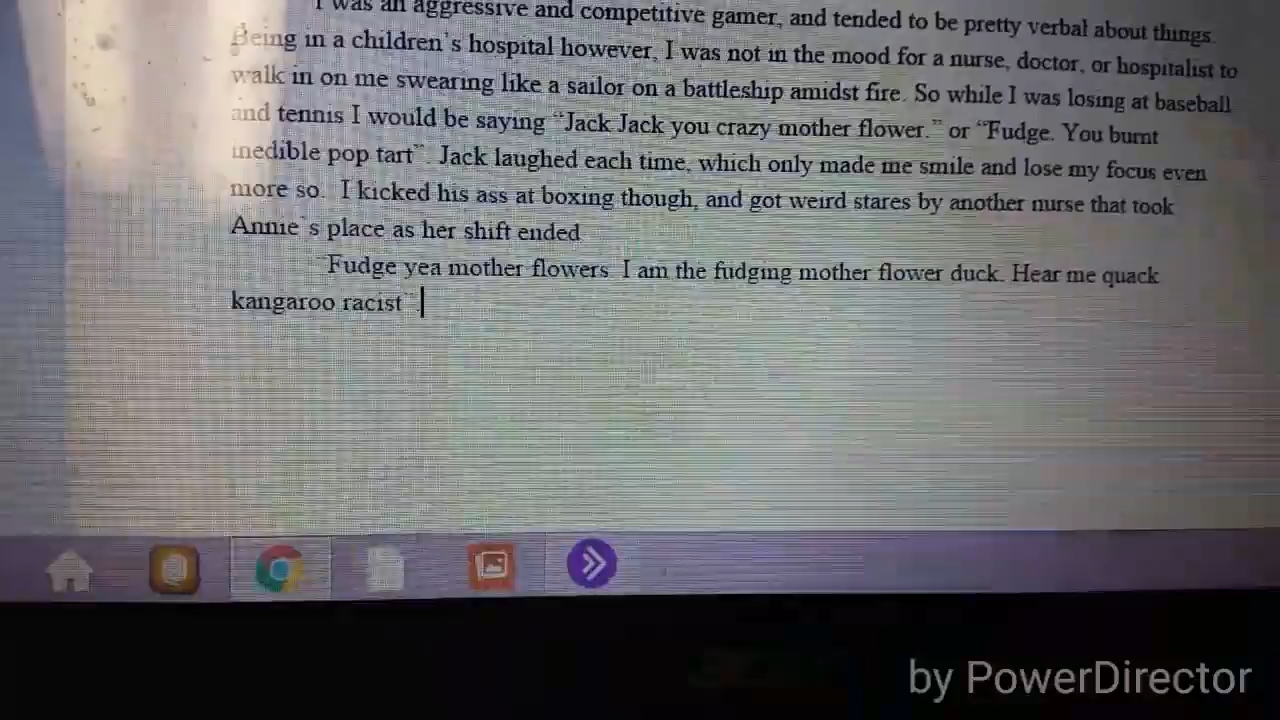 I was an aggressive and competitive gamer, and tended to be pretty verbal about things.
Being in a children's hospital however, I was not in the mood for a nurse, doctor, or hospitalist to
walk in on me swearing like a sailor on a battleship amidst fire. So while I was losing at baseball
and tennis I would be saying "Jack Jack you crazy mother flower." or "Fudge. You burnt
inedible pop tart". Jack laughed each time, which only made me smile and lose my focus even
more so. I kicked his ass at boxing though, and got weird stares by another nurse that took
Annie's place as her shift ended
"Fudge yea mother flowers I am the fudging mother flower duck. Hear me quack
kangaroo racist".
by PowerDirector